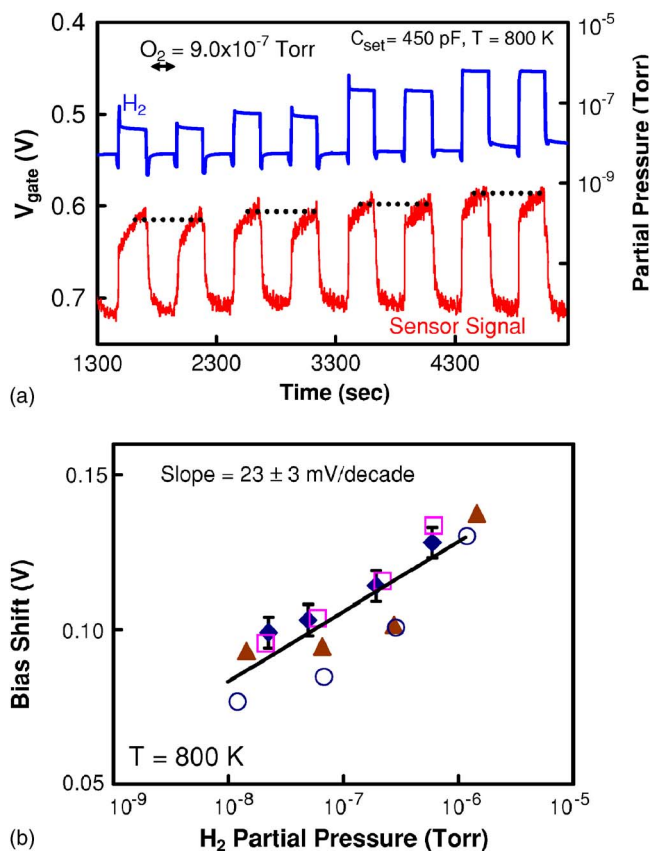 0.4
10⁻⁵
O₂ = 9.0x10⁻⁷ Torr
C_set= 450 pF, T = 800 K
H₂
0.5
10⁻⁷
V_gate (V)
Partial Pressure (Torr)
0.6
10⁻⁹
0.7
Sensor Signal
1300 2300 3300 4300
Time (sec)
(a)
0.15
Slope = 23 ± 3 mV/decade
Bias Shift (V)
0.10
T = 800 K
0.05
10⁻⁹ 10⁻⁸ 10⁻⁷ 10⁻⁶ 10⁻⁵
(b)
H₂ Partial Pressure (Torr)